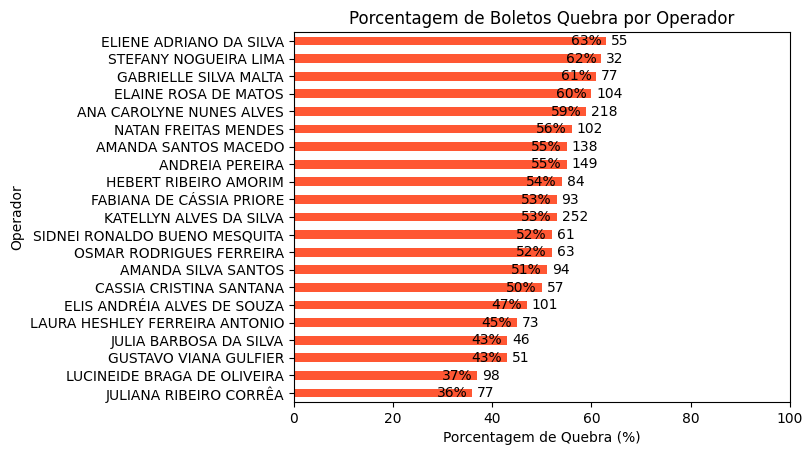 Porcentagem de Boletos Quebra por Operador
ELIENE ADRIANO DA SILVA 63% 55
STEFANY NOGUEIRA LIMA 62% 32
GABRIELLE SILVA MALTA 61% 77
ELAINE ROSA DE MATOS 60% 104
ANA CAROLYNE NUNES ALVES 59% 218
NATAN FREITAS MENDES 56% 102
AMANDA SANTOS MACEDO 55% 138
ANDREIA PEREIRA 55% 149
HEBERT RIBEIRO AMORIM 54% 84
FABIANA DE CÁSSIA PRIORE 53% 93
KATELLYN ALVES DA SILVA 53% 252
SIDNEI RONALDO BUENO MESQUITA 52% 61
OSMAR RODRIGUES FERREIRA 52% 63
AMANDA SILVA SANTOS 51% 94
CASSIA CRISTINA SANTANA 50% 57
ELIS ANDRÉIA ALVES DE SOUZA 47% 101
LAURA HESHLEY FERREIRA ANTONIO 45% 73
JULIA BARBOSA DA SILVA 43% 46
GUSTAVO VIANA GULFIER 43% 51
LUCINEIDE BRAGA DE OLIVEIRA 37% 98
JULIANA RIBEIRO CORRÊA 36% 77
Operador
0 20 40 60 80 100
Porcentagem de Quebra (%)